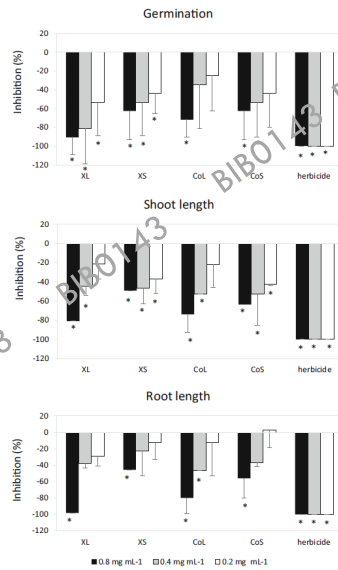 Germination
Inhibition (%)
20
0
-20
-40
-60
-80
-100
-120
* * * * * * * * * * *
XL XS CoL CoS herbicide
Shoot length
Inhibition (%)
20
0
-20
-40
-60
-80
-100
-120
* * * * * * * * * * * * *
XL XS CoL CoS herbicide
Root length
Inhibition (%)
20
0
-20
-40
-60
-80
-100
-120
* * * * * * * * *
XL XS CoL CoS herbicide
0.8 mg mL-1 0.4 mg mL-1 0.2 mg mL-1
BIBO143
BIBO143